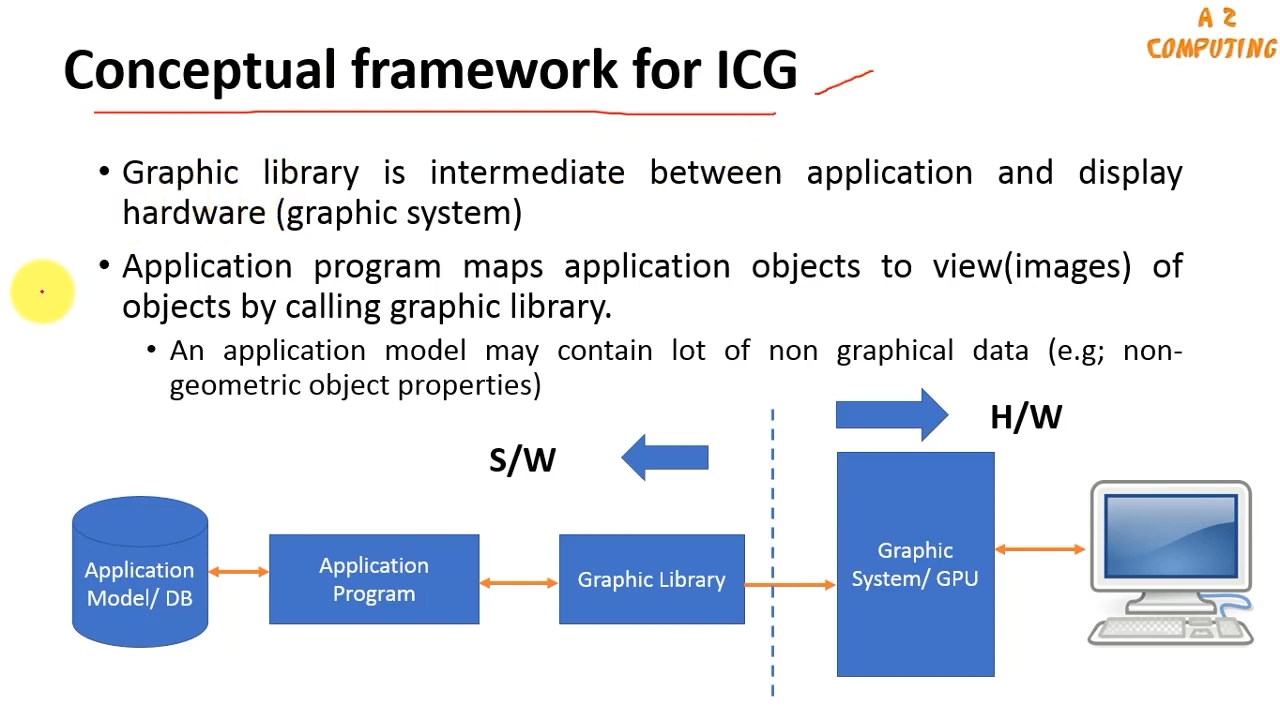 A 2
COMPUTING
Conceptual framework for ICG
• Graphic library is intermediate between application and display
hardware (graphic system)
• Application program maps application objects to view(images) of
objects by calling graphic library.
• An application model may contain lot of non graphical data (e.g; non-
geometric object properties)
H/W
S/W
Application
Model/ DB
Application
Program
Graphic Library
Graphic
System/ GPU